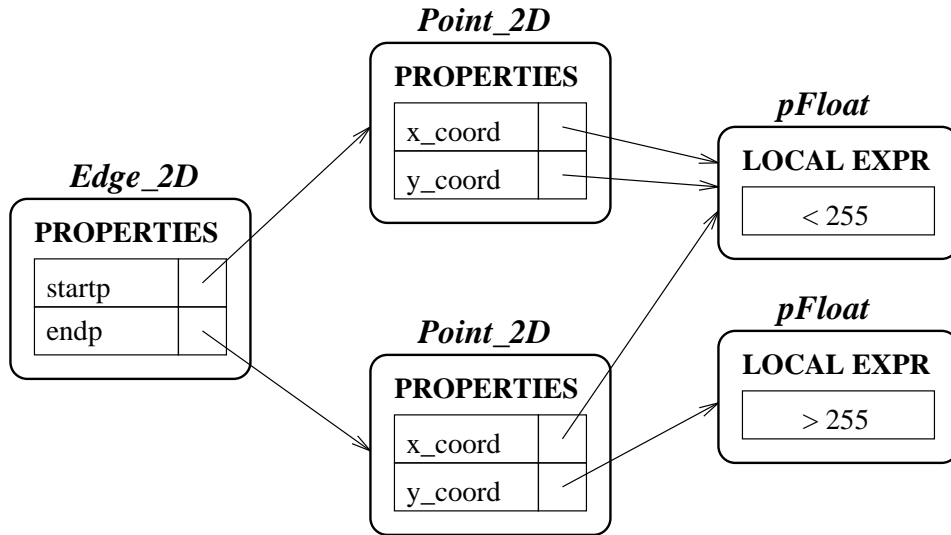 Edge_2D
PROPERTIES
startp
endp
Point_2D
PROPERTIES
x_coord
y_coord
Point_2D
PROPERTIES
x_coord
y_coord
pFloat
LOCAL EXPR
< 255
pFloat
LOCAL EXPR
> 255